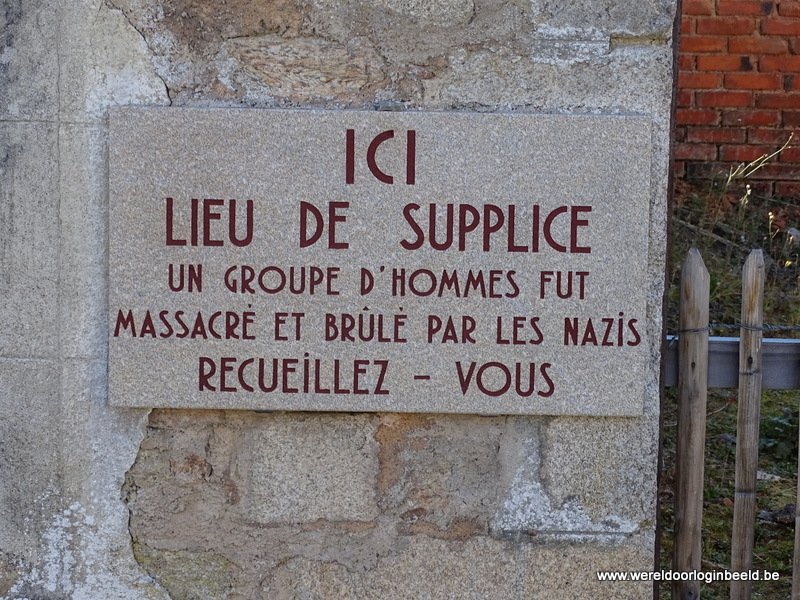 ICI
LIEU DE SUPPLICE
UN GROUPE D'HOMMES FUT
MASSACRÉ ET BRÛLÉ PAR LES NAZIS
RECUEILLEZ - VOUS
www.wereldoorloginbeeld.be